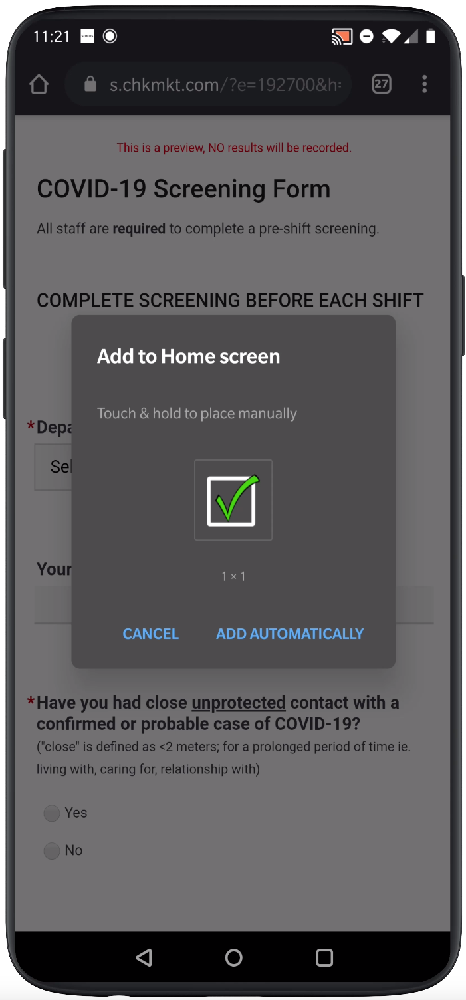 11:21 SONOS
s.chkmkt.com/?e=192700&h=
27
This is a preview, NO results will be recorded.
COVID-19 Screening Form
All staff are required to complete a pre-shift screening.
COMPLETE SCREENING BEFORE EACH SHIFT
Add to Home screen
Touch & hold to place manually
*Depa
Sel
Your
1 × 1
CANCEL ADD AUTOMATICALLY
*Have you had close unprotected contact with a
confirmed or probable case of COVID-19?
("close" is defined as <2 meters; for a prolonged period of time ie.
living with, caring for, relationship with)
Yes
No